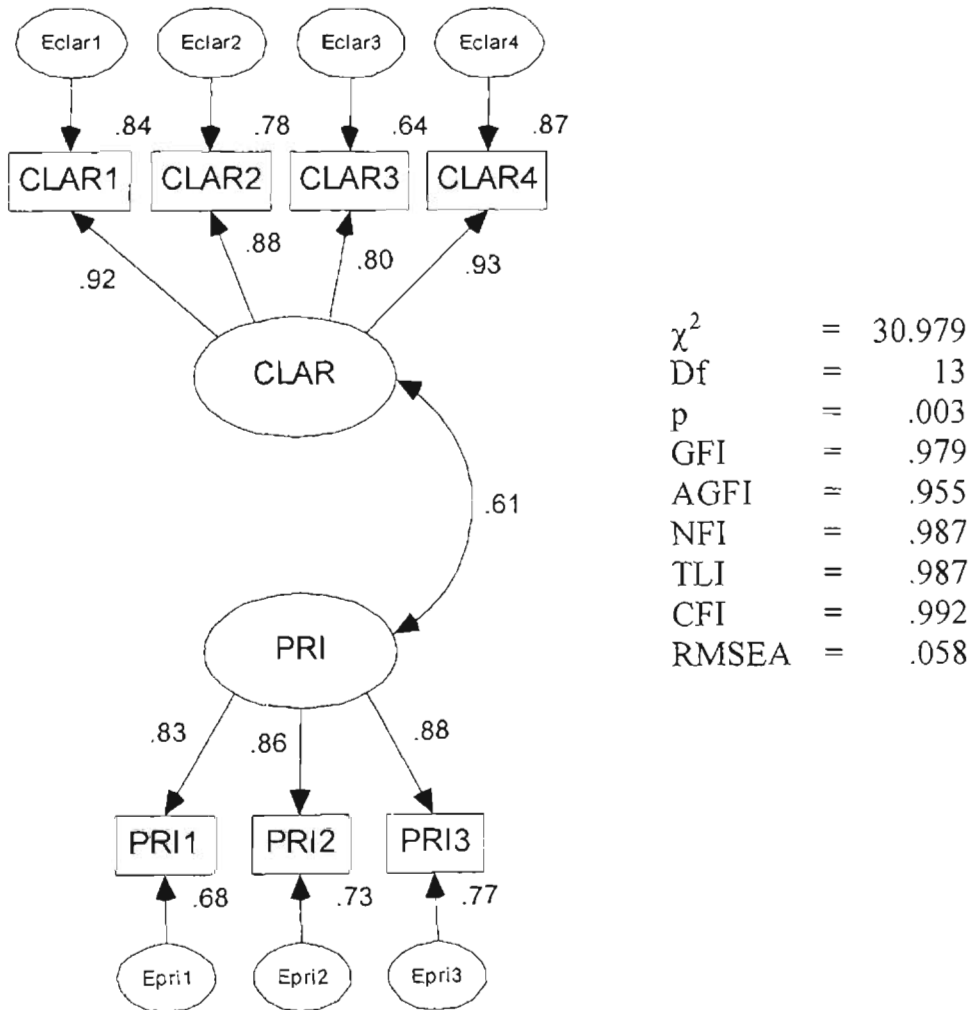 Eclar1 Eclar2 Eclar3 Eclar4
.84 .78 .64 .87
CLAR1 CLAR2 CLAR3 CLAR4
.92 .88 .80 .93
CLAR
.61
PRI
.83 .86 .88
PRI1 PRI2 PRI3
.68 .73 .77
Epri1 Epri2 Epri3
χ² = 30.979
Df = 13
p = .003
GFI = .979
AGFI = .955
NFI = .987
TLI = .987
CFI = .992
RMSEA = .058